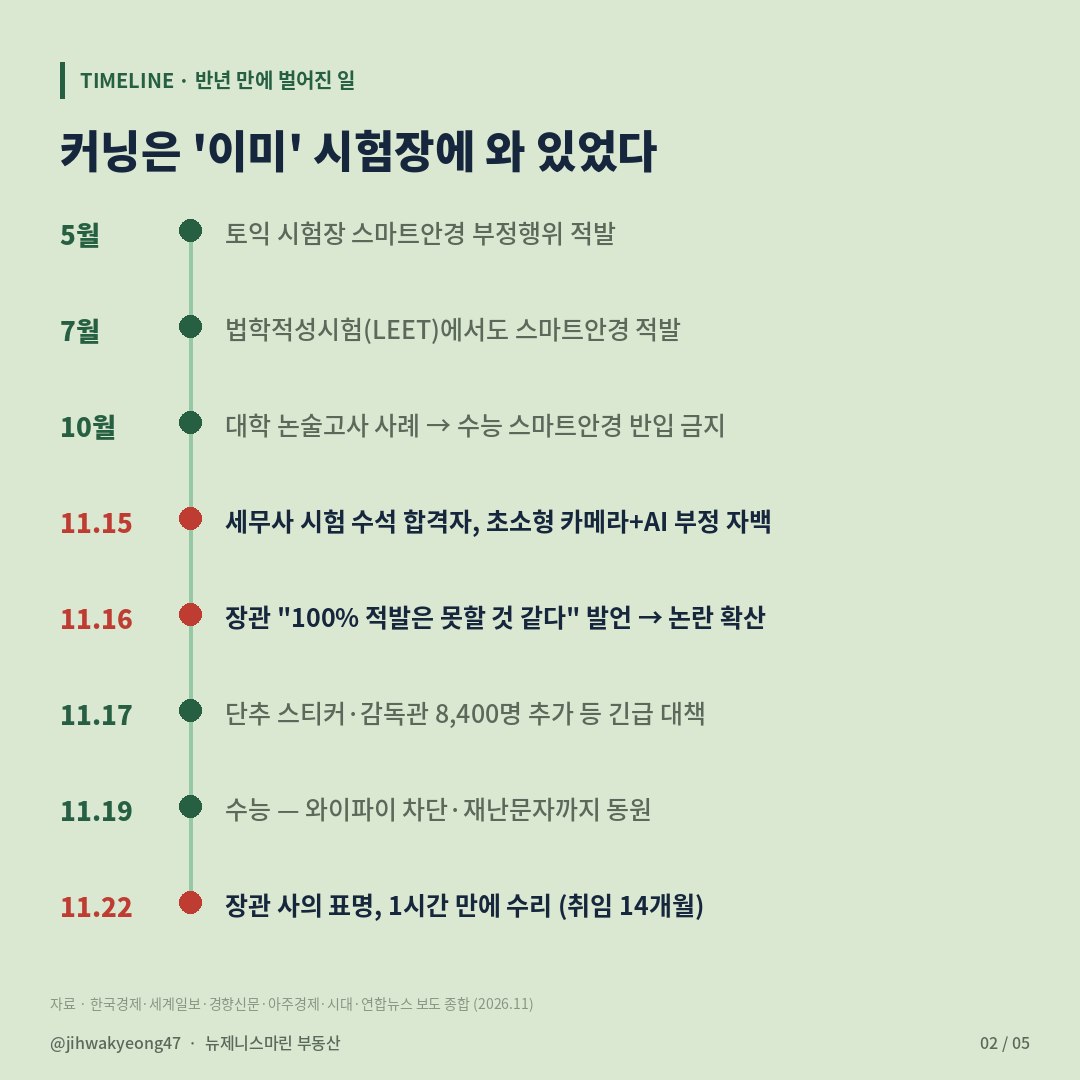 TIMELINE · 반년 만에 벌어진 일
커닝은 '이미' 시험장에 와 있었다
5월 토익 시험장 스마트안경 부정행위 적발
7월 법학적성시험(LEET)에서도 스마트안경 적발
10월 대학 논술고사 사례 → 수능 스마트안경 반입 금지
11.15 세무사 시험 수석 합격자, 초소형 카메라+AI 부정 자백
11.16 장관 "100% 적발은 못할 것 같다" 발언 → 논란 확산
11.17 단추 스티커·감독관 8,400명 추가 등 긴급 대책
11.19 수능 — 와이파이 차단·재난문자까지 동원
11.22 장관 사의 표명, 1시간 만에 수리 (취임 14개월)
자료 · 한국경제·세계일보·경향신문·아주경제·시대·연합뉴스 보도 종합 (2026.11)
@jihwakyeong47 · 뉴제니스마린 부동산
02 / 05